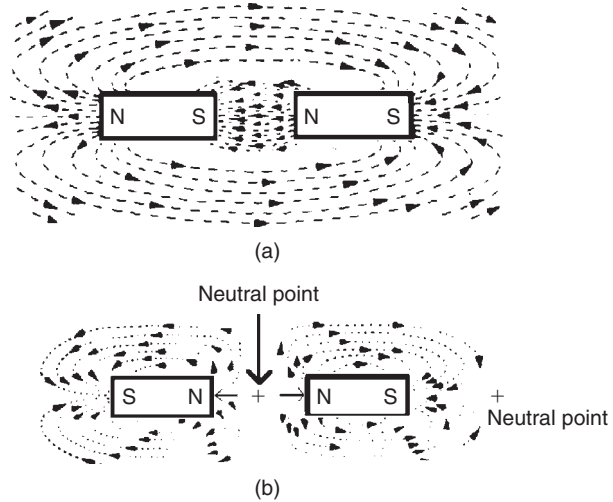 N S N S
(a)
Neutral point
S N + N S +
Neutral point
(b)